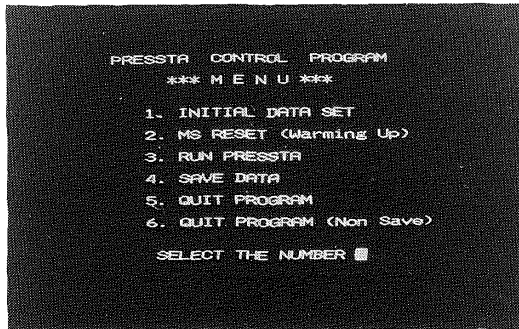 PRESSTA CONTROL PROGRAM
*** M E N U ***
1. INITIAL DATA SET
2. MS RESET (Warming Up)
3. RUN PRESSTA
4. SAVE DATA
5. QUIT PROGRAM
6. QUIT PROGRAM (Non Save)
SELECT THE NUMBER